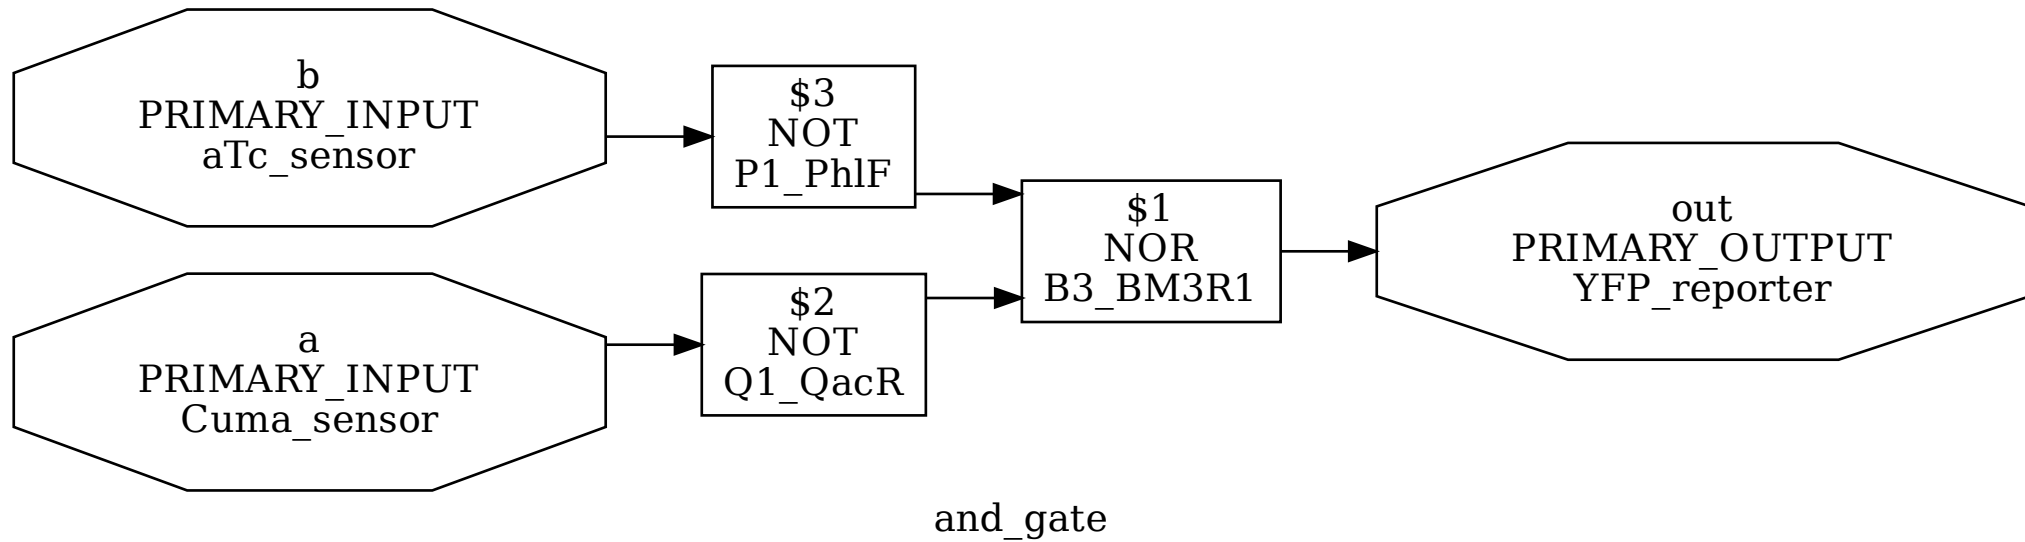 b
PRIMARY_INPUT
aTc_sensor
$3
NOT
P1_PhlF
a
PRIMARY_INPUT
Cuma_sensor
$2
NOT
Q1_QacR
$1
NOR
B3_BM3R1
out
PRIMARY_OUTPUT
YFP_reporter
and_gate